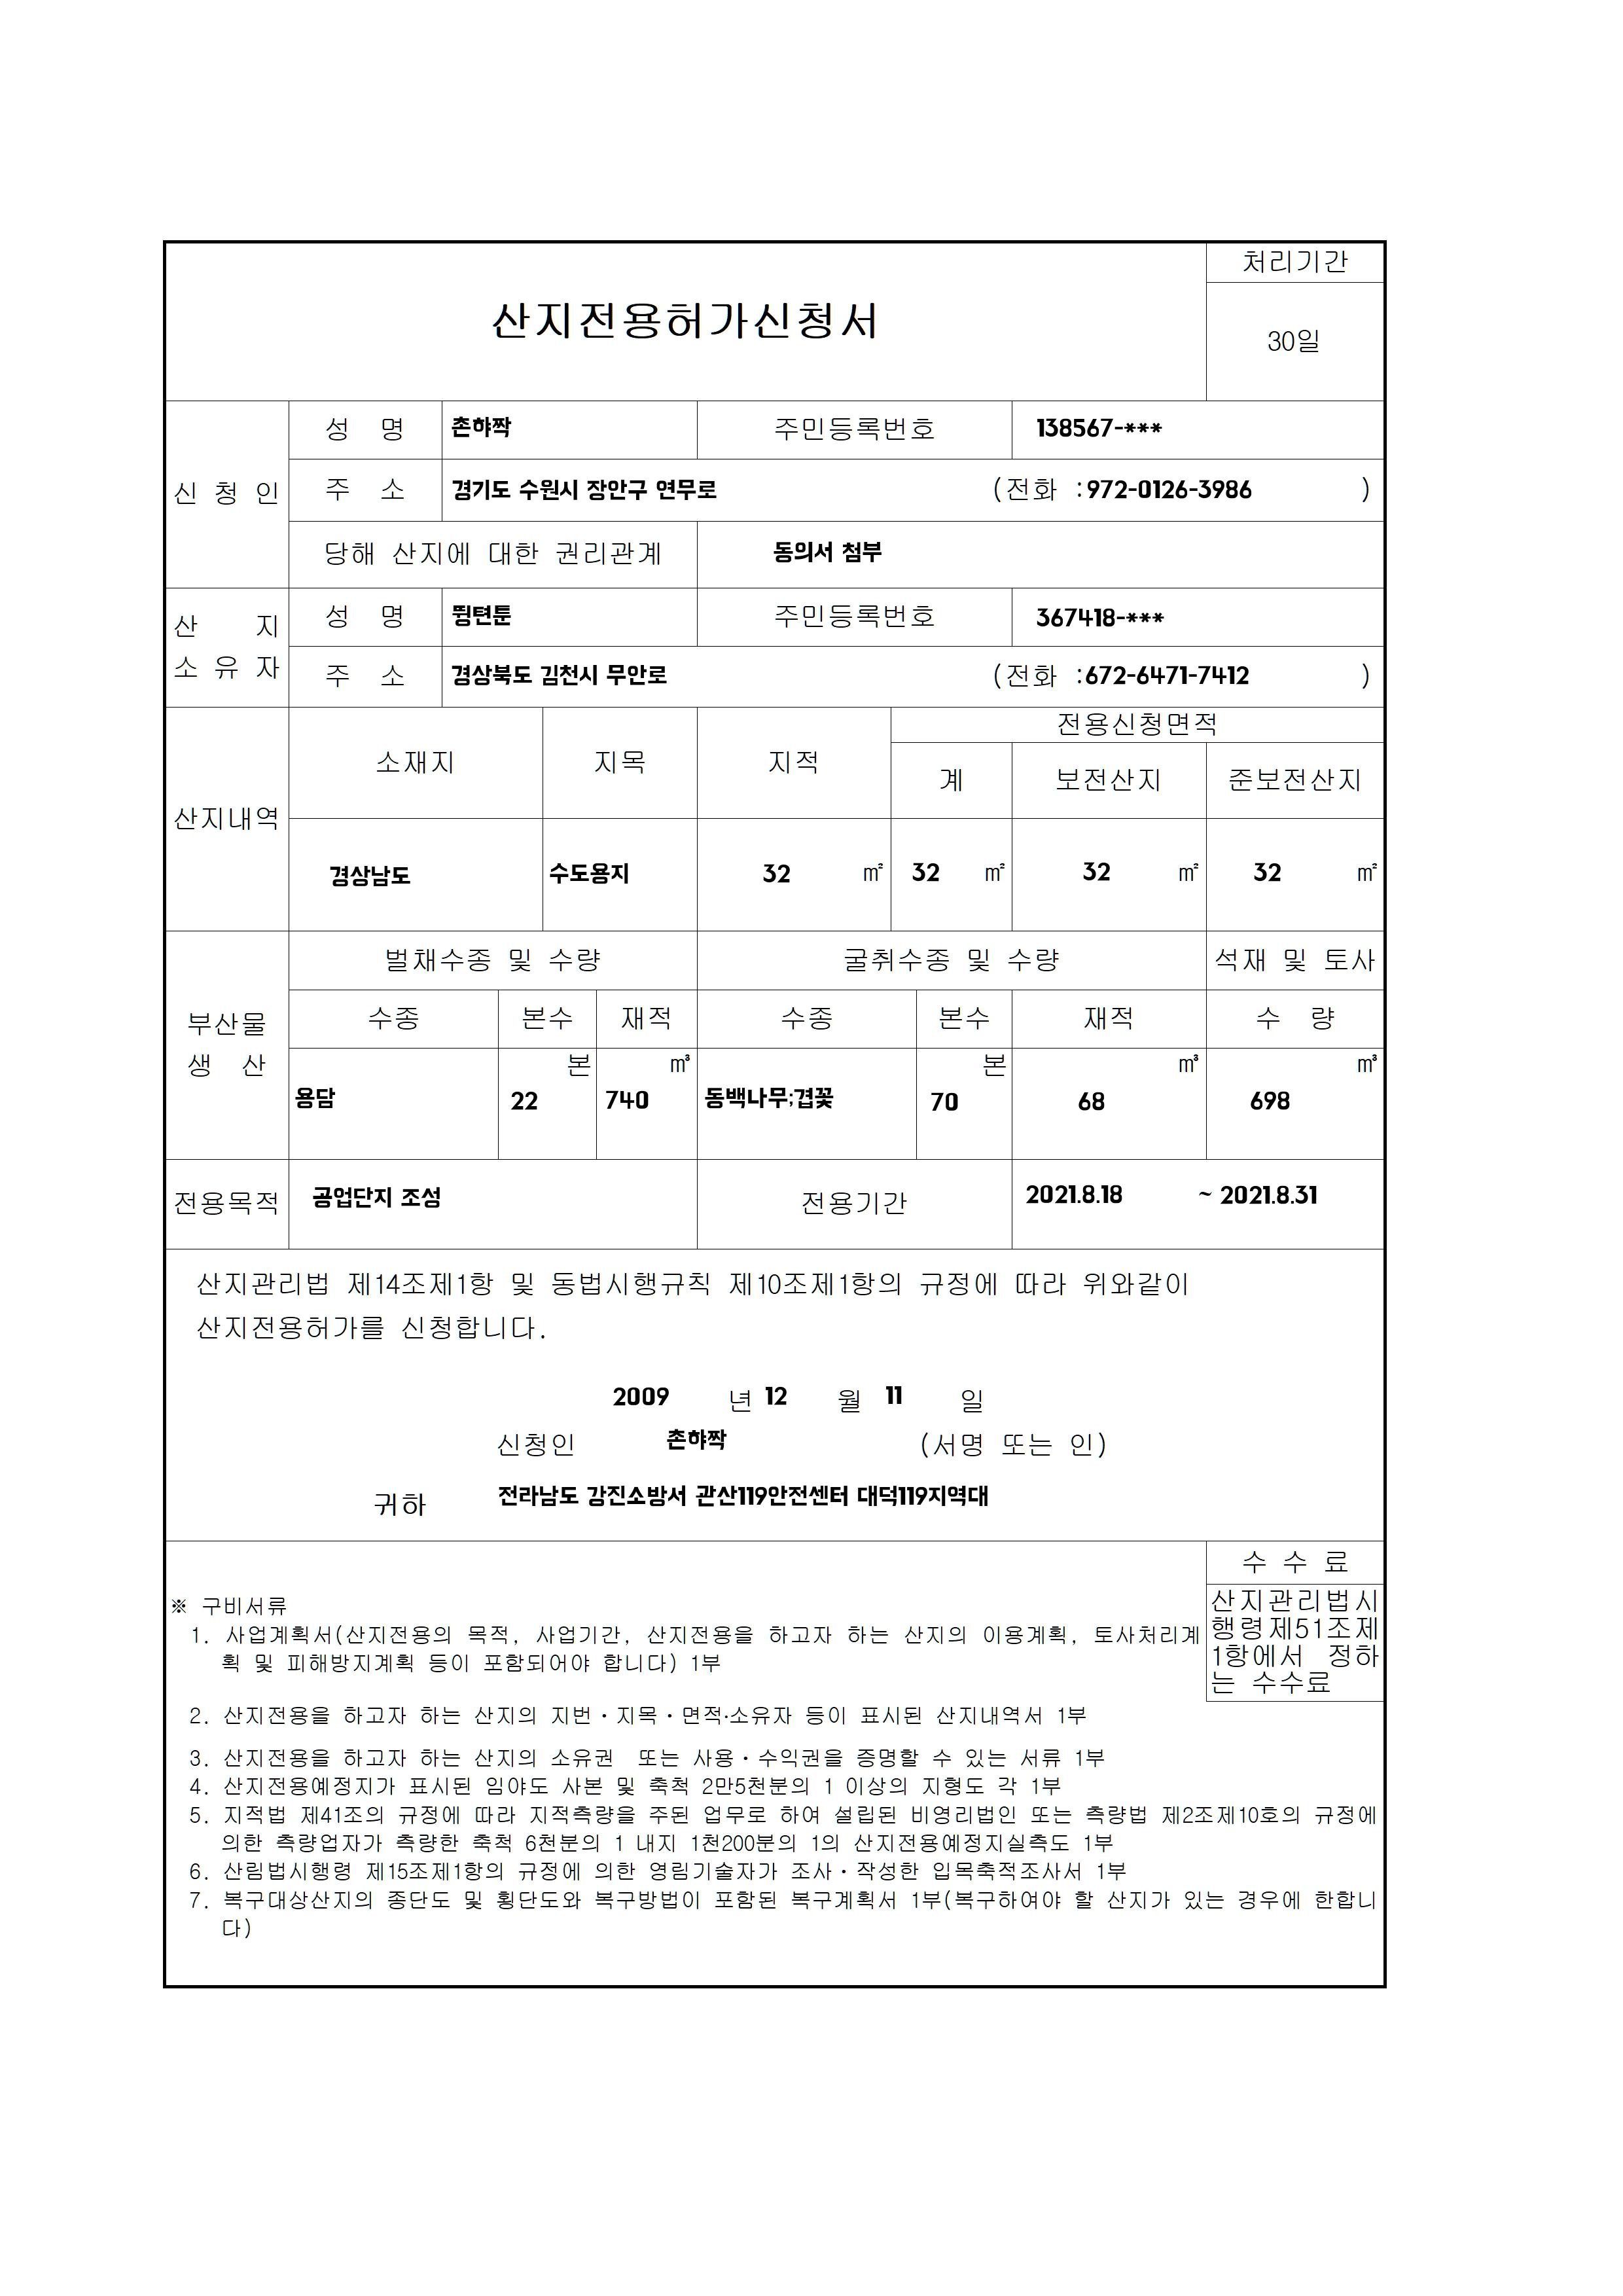 처리기간
산지전용허가신청서
30일
신 청 인
성 명 촌햐짝 주민등록번호 138567-***
주 소 경기도 수원시 장안구 연무로 (전화 :972-0126-3986 )
당해 산지에 대한 권리관계 동의서 첨부
산 지
소 유 자
성 명 뮝텬툰 주민등록번호 367418-***
주 소 경상북도 김천시 무안로 (전화 :672-6471-7412 )
산지내역
소재지 지목 지적 전용신청면적
계 보전산지 준보전산지
경상남도 수도용지 32 ㎡ 32 ㎡ 32 ㎡ 32 ㎡
부산물
생 산
벌채수종 및 수량 굴취수종 및 수량 석재 및 토사
수종 본수 재적 수종 본수 재적 수 량
본 ㎥ 본 ㎥ ㎥
용담 22 740 동백나무;겹꽃 70 68 698
전용목적 공업단지 조성 전용기간 2021.8.18 ~ 2021.8.31
산지관리법 제14조제1항 및 동법시행규칙 제10조제1항의 규정에 따라 위와같이
산지전용허가를 신청합니다.
2009 년 12 월 11 일
신청인 촌햐짝 (서명 또는 인)
귀하 전라남도 강진소방서 관산119안전센터 대덕119지역대
수 수 료
산지관리법시
행령제51조제
1항에서 정하
는 수수료
※ 구비서류
1. 사업계획서(산지전용의 목적, 사업기간, 산지전용을 하고자 하는 산지의 이용계획, 토사처리계
획 및 피해방지계획 등이 포함되어야 합니다) 1부
2. 산지전용을 하고자 하는 산지의 지번·지목·면적·소유자 등이 표시된 산지내역서 1부
3. 산지전용을 하고자 하는 산지의 소유권 또는 사용·수익권을 증명할 수 있는 서류 1부
4. 산지전용예정지가 표시된 임야도 사본 및 축척 2만5천분의 1 이상의 지형도 각 1부
5. 지적법 제41조의 규정에 따라 지적측량을 주된 업무로 하여 설립된 비영리법인 또는 측량법 제2조제10호의 규정에
의한 측량업자가 측량한 축척 6천분의 1 내지 1천200분의 1의 산지전용예정지실측도 1부
6. 산림법시행령 제15조제1항의 규정에 의한 영림기술자가 조사·작성한 입목축적조사서 1부
7. 복구대상산지의 종단도 및 횡단도와 복구방법이 포함된 복구계획서 1부(복구하여야 할 산지가 있는 경우에 한합니
다)